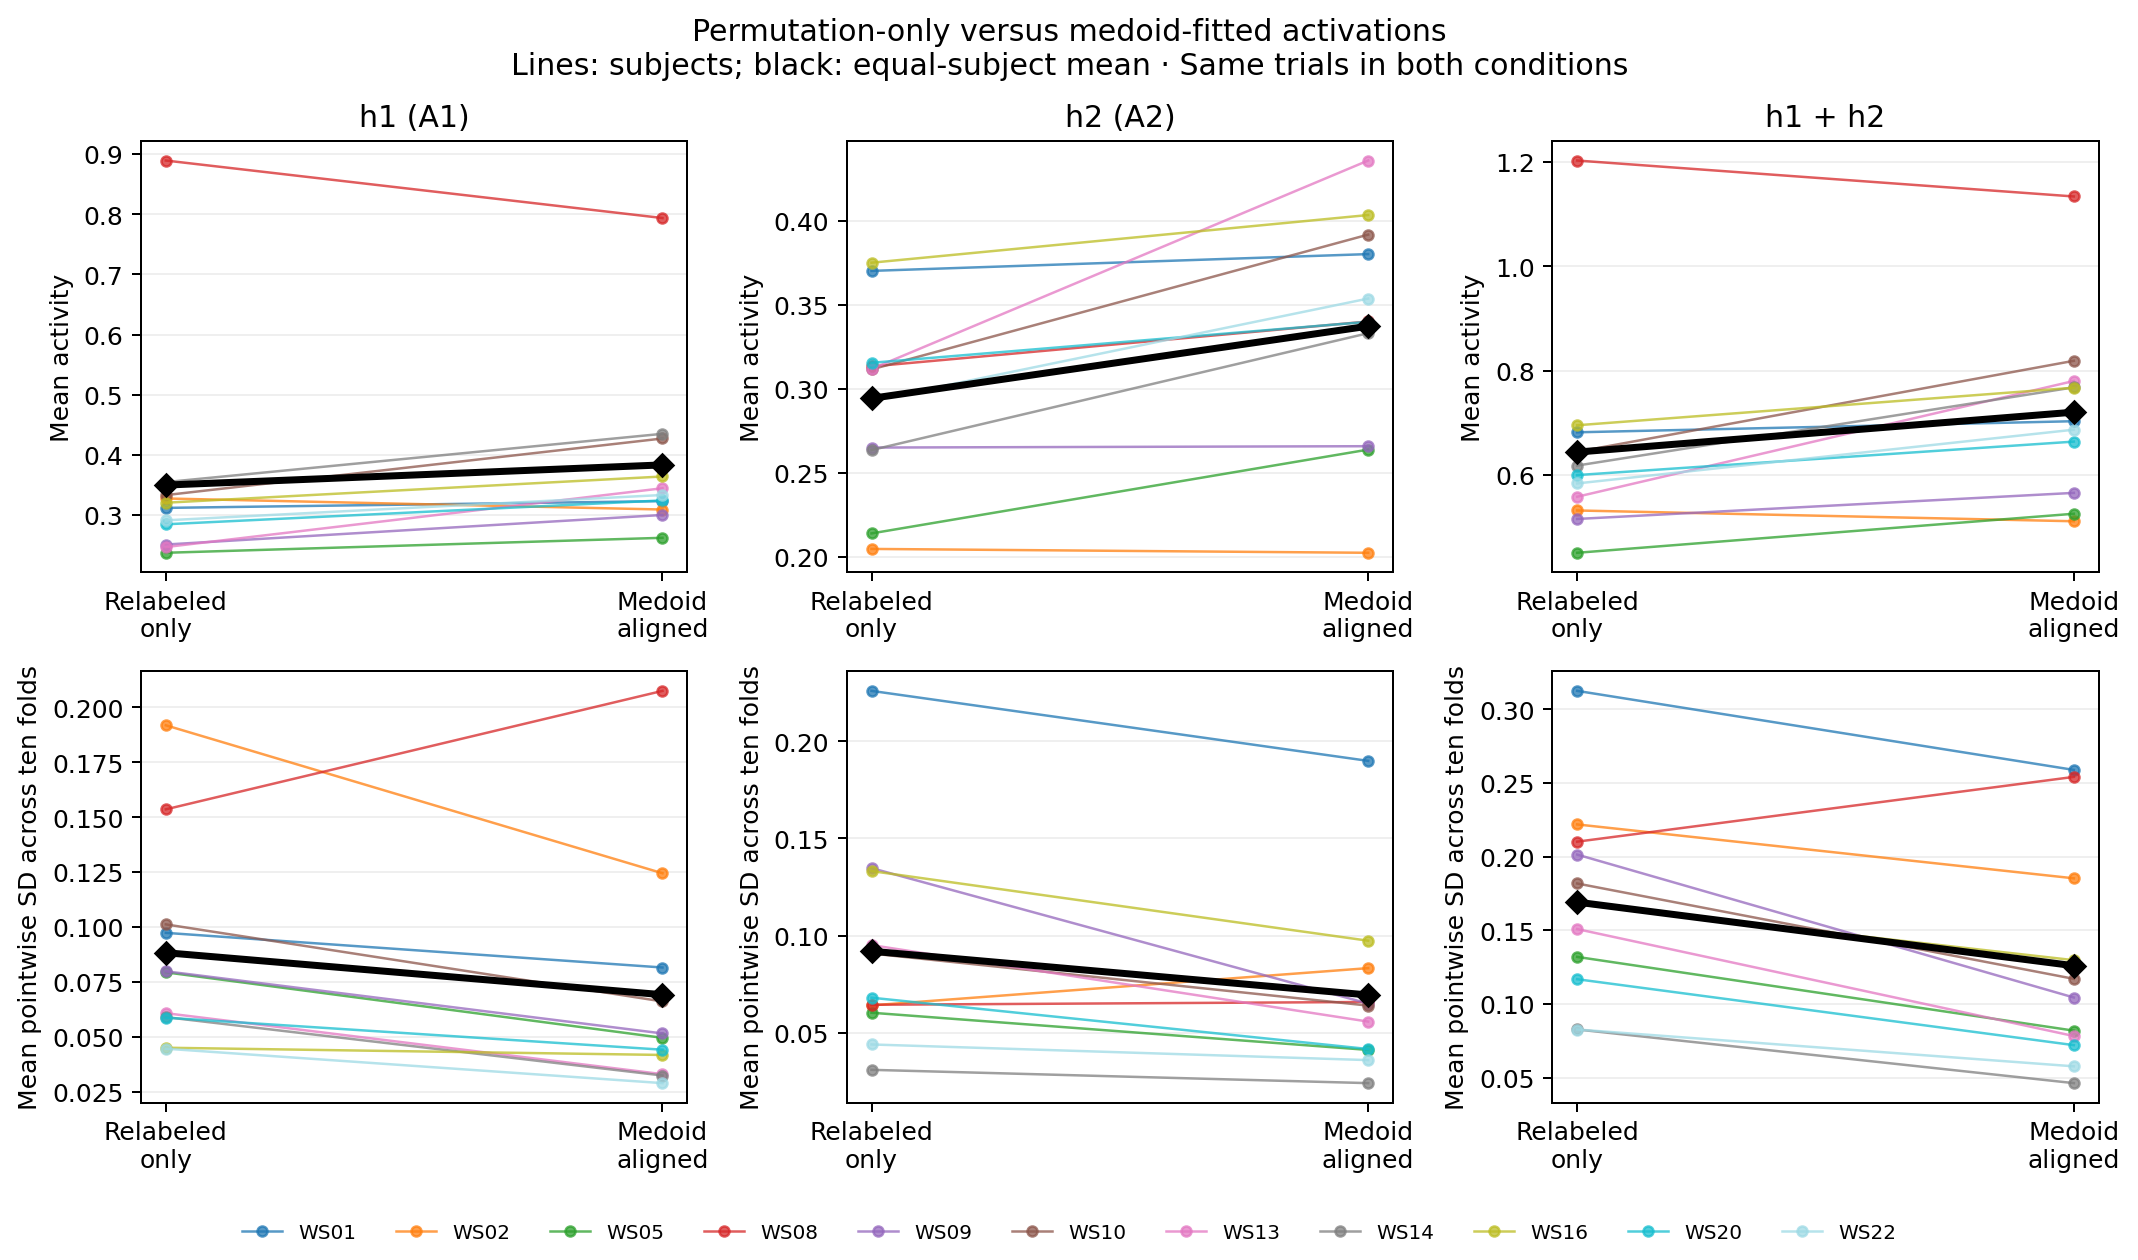 Permutation-only versus medoid-fitted activations
Lines: subjects; black: equal-subject mean · Same trials in both conditions
h1 (A1)
Mean activity
0.9
0.8
0.7
0.6
0.5
0.4
0.3
Relabeled
only
Medoid
aligned
h2 (A2)
Mean activity
0.40
0.35
0.30
0.25
0.20
Relabeled
only
Medoid
aligned
h1 + h2
Mean activity
1.2
1.0
0.8
0.6
Relabeled
only
Medoid
aligned
Mean pointwise SD across ten folds
0.200
0.175
0.150
0.125
0.100
0.075
0.050
0.025
Relabeled
only
Medoid
aligned
Mean pointwise SD across ten folds
0.20
0.15
0.10
0.05
Relabeled
only
Medoid
aligned
Mean pointwise SD across ten folds
0.30
0.25
0.20
0.15
0.10
0.05
Relabeled
only
Medoid
aligned
WS01 WS02 WS05 WS08 WS09 WS10 WS13 WS14 WS16 WS20 WS22